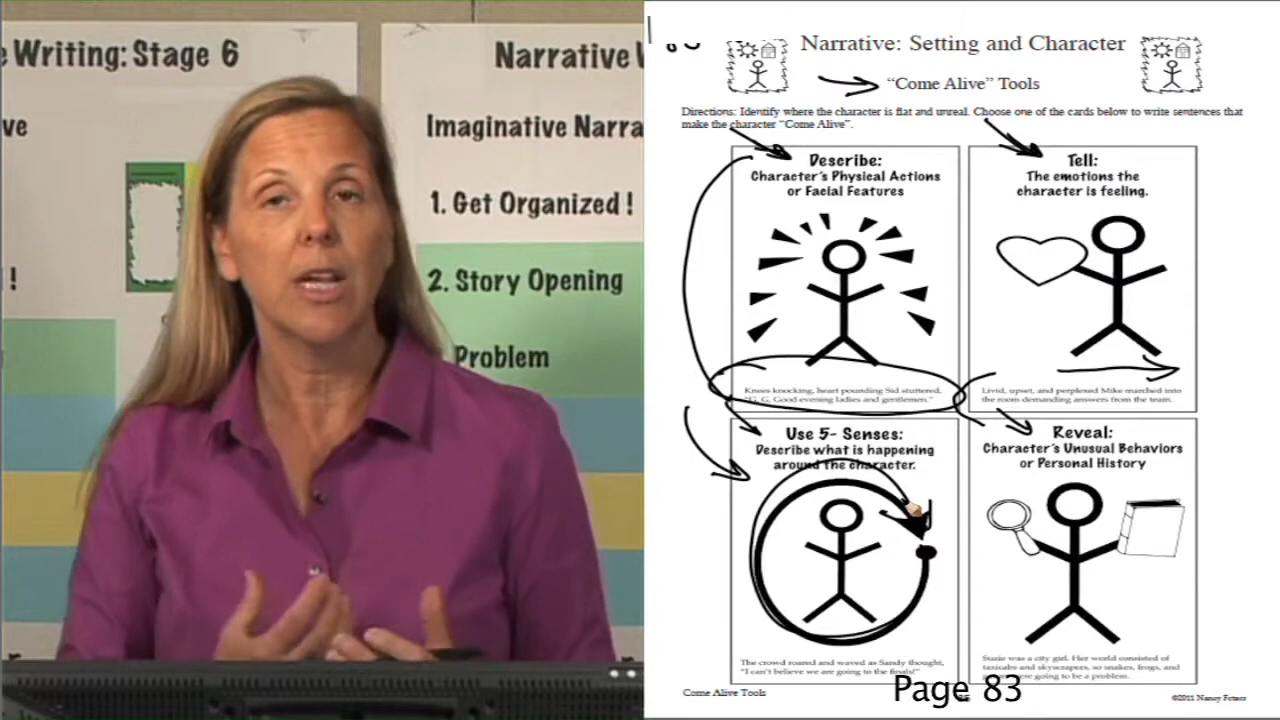 e Writing: Stage 6
ve
!
Narrative
Imaginative Narra
1. Get Organized !
2. Story Opening
Problem
Narrative: Setting and Character
"Come Alive" Tools
Directions: Identify where the character is flat and unreal. Choose one of the cards below to write sentences that
make the character "Come Alive".
Describe:
Character's Physical Actions
or Facial Features
Knees knocking, heart pounding Sid stuttered,
"G, G, Good evening ladies and gentlemen."
Tell:
The emotions the
character is feeling.
Livid, upset, and perplexed Mike marched into
the room demanding answers from the team.
Use 5- Senses:
Describe what is happening
around the character.
The crowd roared and waved as Sandy thought,
"I can't believe we are going to the finals!"
Reveal:
Character's Unusual Behaviors
or Personal History
Suzie was a city girl. Her world consisted of
taxicabs and skyscrapers, so snakes, frogs, and
were going to be a problem.
Come Alive Tools
Page 83
©2011 Nancy Fetzer